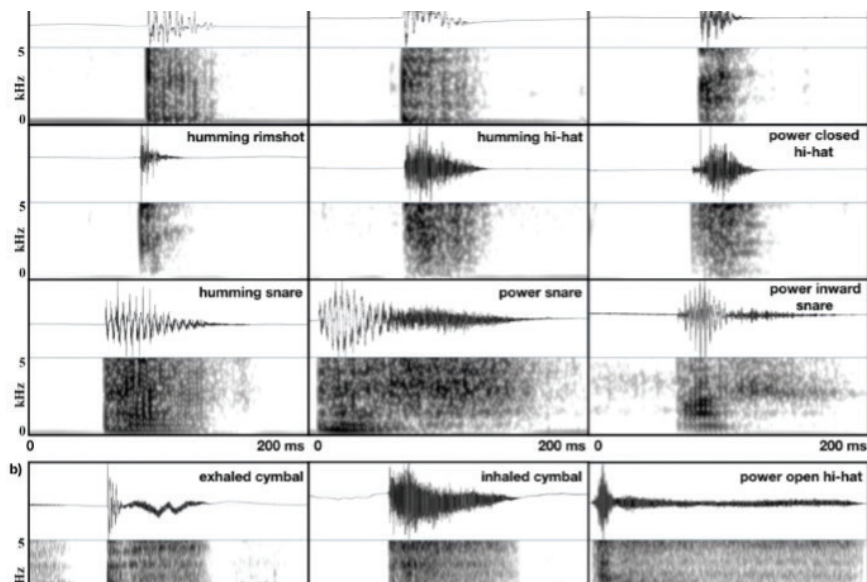 5
kHz
0
humming rimshot
humming hi-hat
power closed
hi-hat
5
kHz
0
humming snare
power snare
power inward
snare
5
kHz
0
0
200 ms
0
200 ms
0
200 ms
b)
exhaled cymbal
inhaled cymbal
power open hi-hat
5
kHz